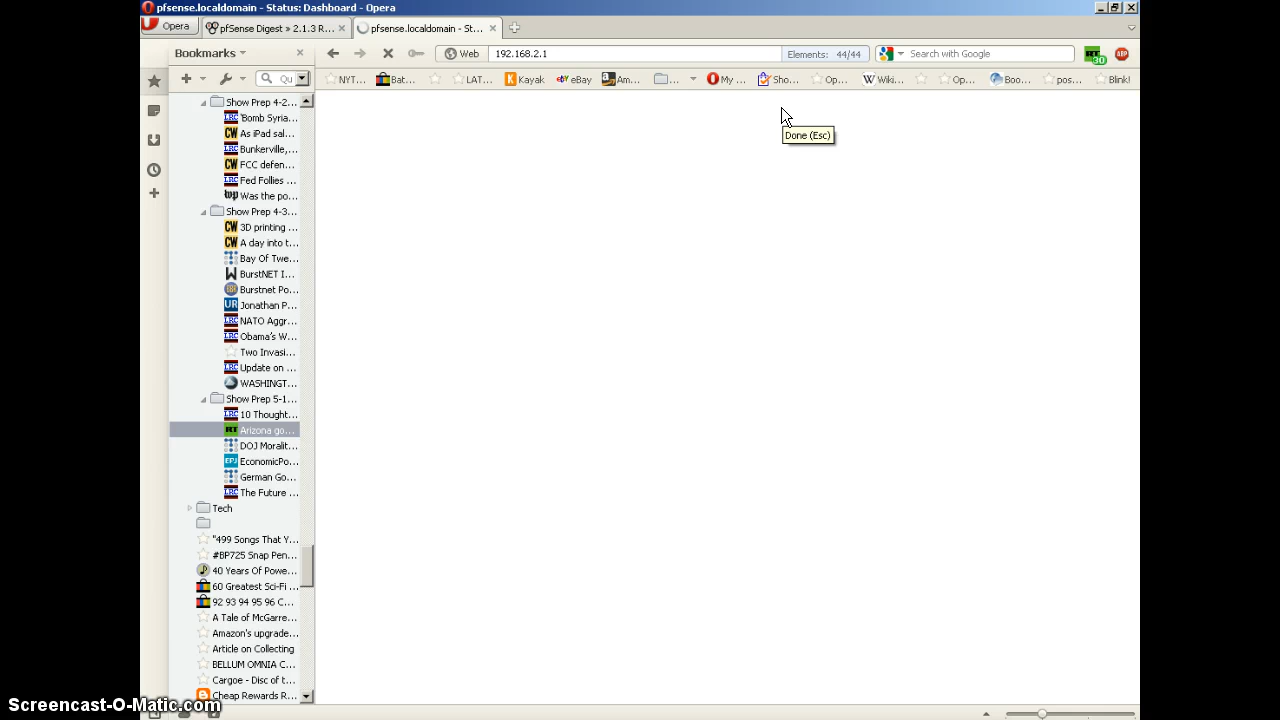 pfsense.localdomain - Status: Dashboard - Opera
Opera
pfSense Digest » 2.1.3 R...
pfsense.localdomain - St...
Bookmarks
Web
192.168.2.1
Elements: 44/44
Search with Google
30
ABP
Qu
NYT...
Bat...
LAT...
Kayak
eBay
Am...
...
My ...
Sho...
Op...
Wiki...
Op...
Boo...
pos...
Blink!
Done (Esc)
Show Prep 4-2...
'Bomb Syria...
As iPad sal...
Bunkerville,...
FCC defen...
Fed Follies ...
Was the po...
Show Prep 4-3...
3D printing ...
A day into t...
Bay Of Twe...
BurstNET I...
Burstnet Po...
Jonathan P...
NATO Aggr...
Obama's W...
Two Invasi...
Update on ...
WASHINGT...
Show Prep 5-1...
10 Thought...
Arizona go...
DOJ Moralit...
EconomicPo...
German Go...
The Future ...
Tech
"499 Songs That Y...
#BP725 Snap Pen...
40 Years Of Powe...
60 Greatest Sci-Fi ...
92 93 94 95 96 C...
A Tale of McGarre...
Amazon's upgrade...
Article on Collecting
BELLUM OMNIA C...
Cargoe - Disc of t...
Cheap Rewards R...
Screencast-O-Matic.com